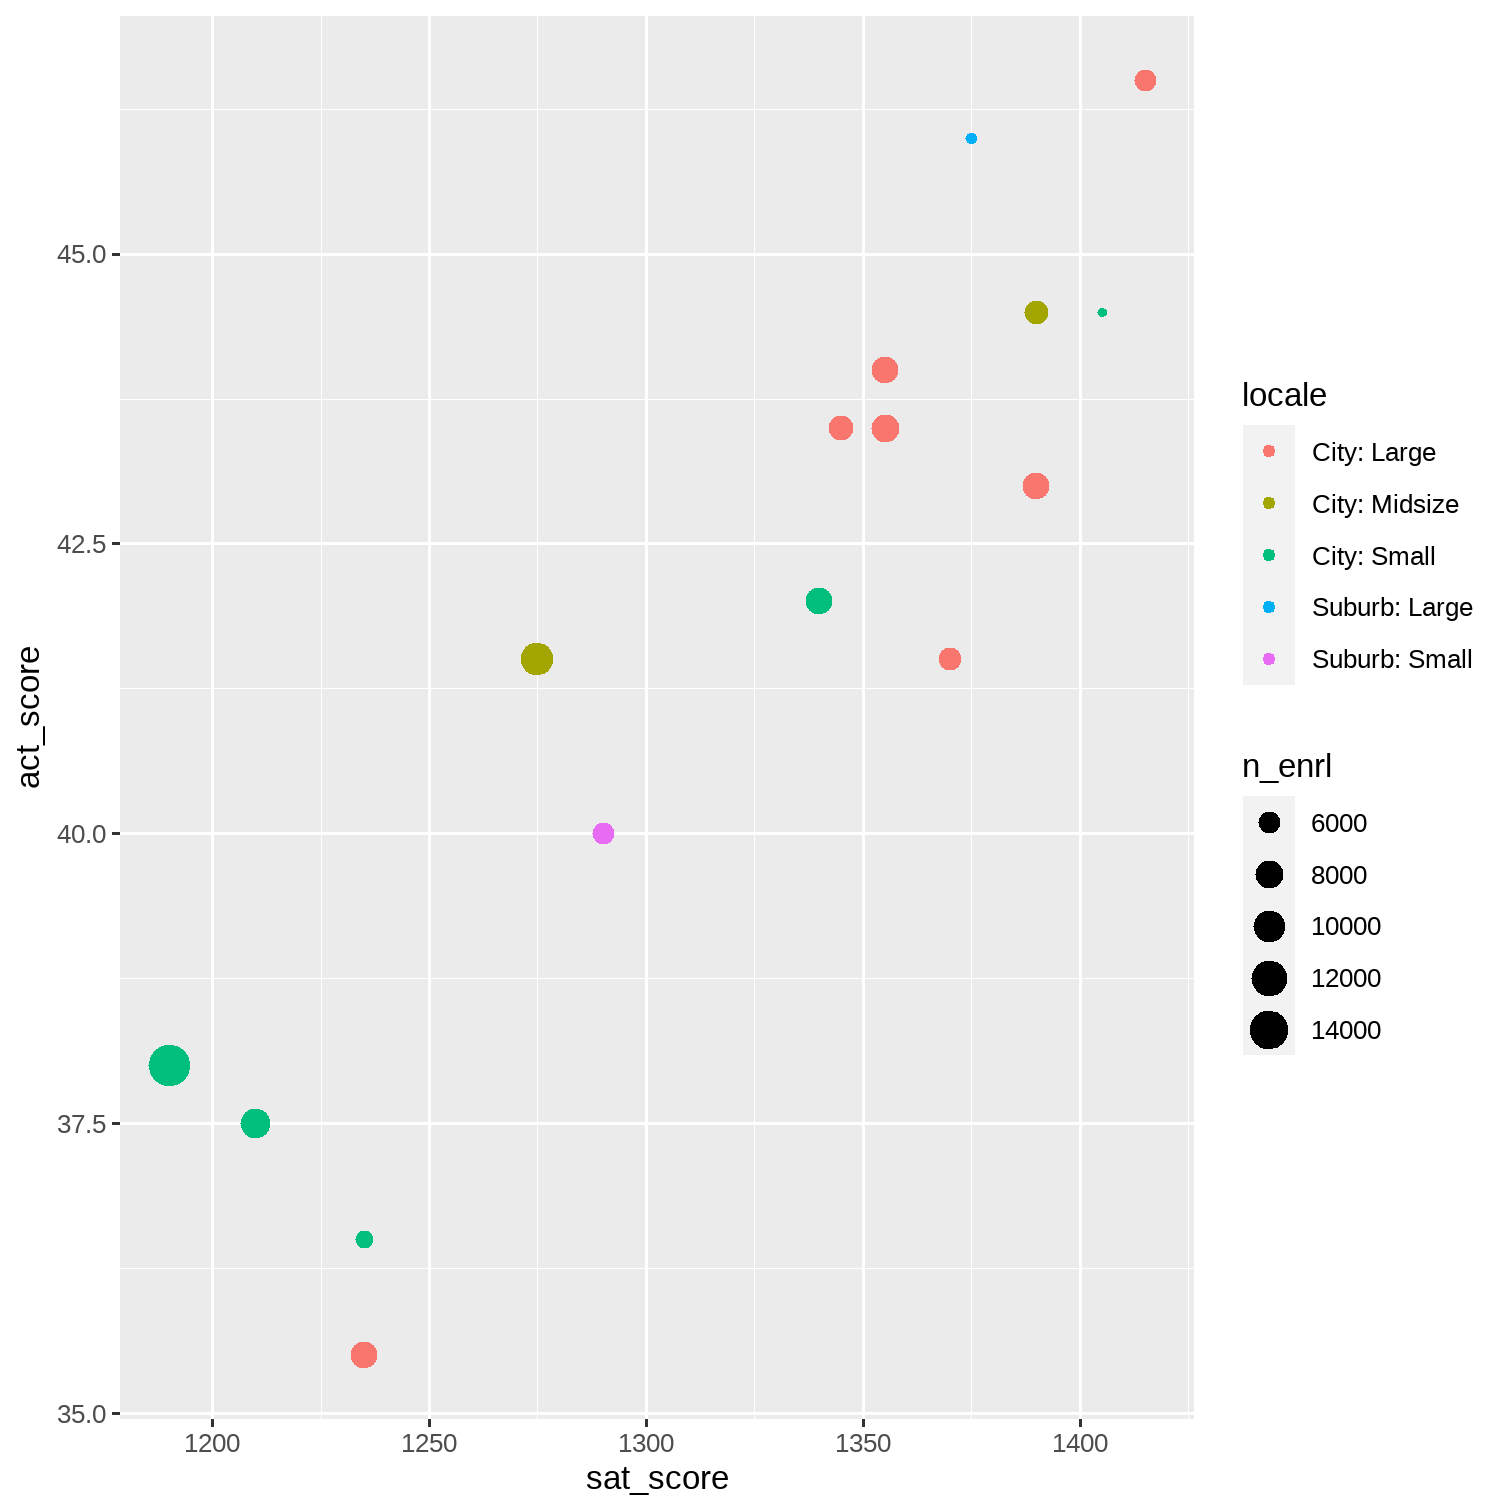 45.0
42.5
40.0
37.5
35.0
act_score
1200 1250 1300 1350 1400
sat_score
locale
City: Large
City: Midsize
City: Small
Suburb: Large
Suburb: Small
n_enrl
6000
8000
10000
12000
14000